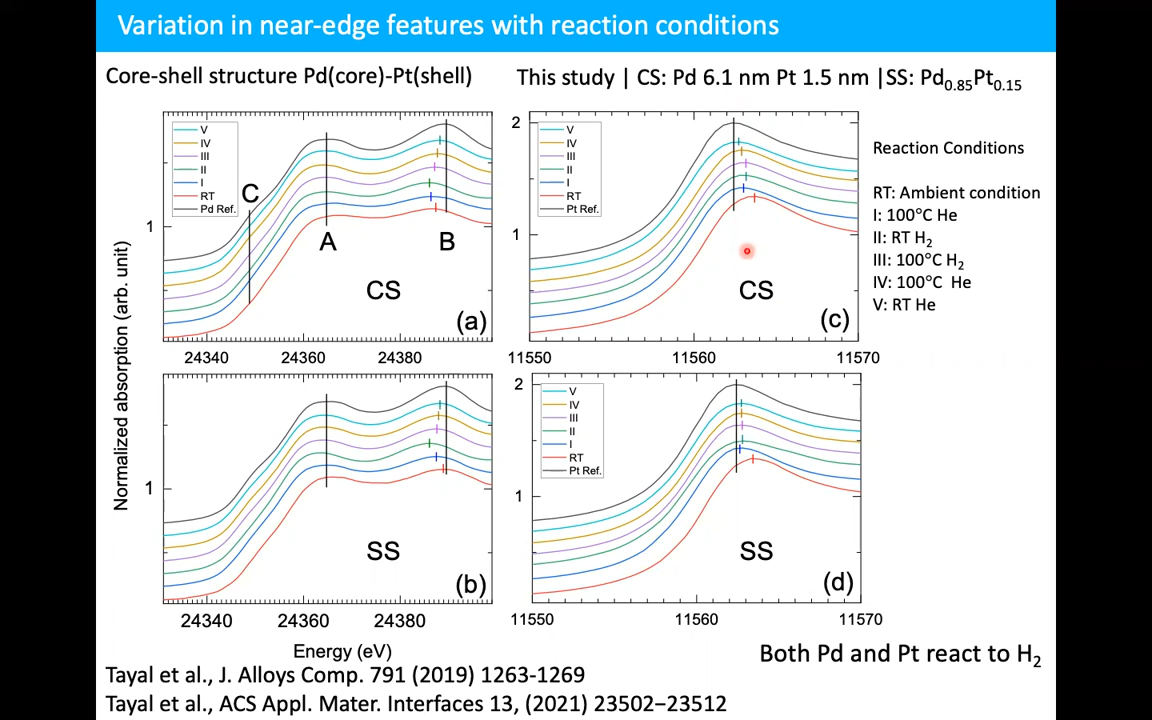 Variation in near-edge features with reaction conditions
Core-shell structure Pd(core)-Pt(shell)
This study | CS: Pd 6.1 nm Pt 1.5 nm |SS: Pd0.85Pt0.15
Normalized absorption (arb. unit)
V
IV
III
II
I
RT
Pd Ref.
C
A
B
CS
(a)
1
24340 24360 24380
2
1
V
IV
III
II
I
RT
Pt Ref.
CS
(c)
11550 11560 11570
Reaction Conditions
RT: Ambient condition
I: 100°C He
II: RT H2
III: 100°C H2
IV: 100°C He
V: RT He
V
IV
III
II
I
RT
1
SS
(b)
24340 24360 24380
Energy (eV)
2
1
V
IV
III
II
I
RT
Pt Ref.
SS
(d)
11550 11560 11570
Both Pd and Pt react to H2
Tayal et al., J. Alloys Comp. 791 (2019) 1263-1269
Tayal et al., ACS Appl. Mater. Interfaces 13, (2021) 23502−23512